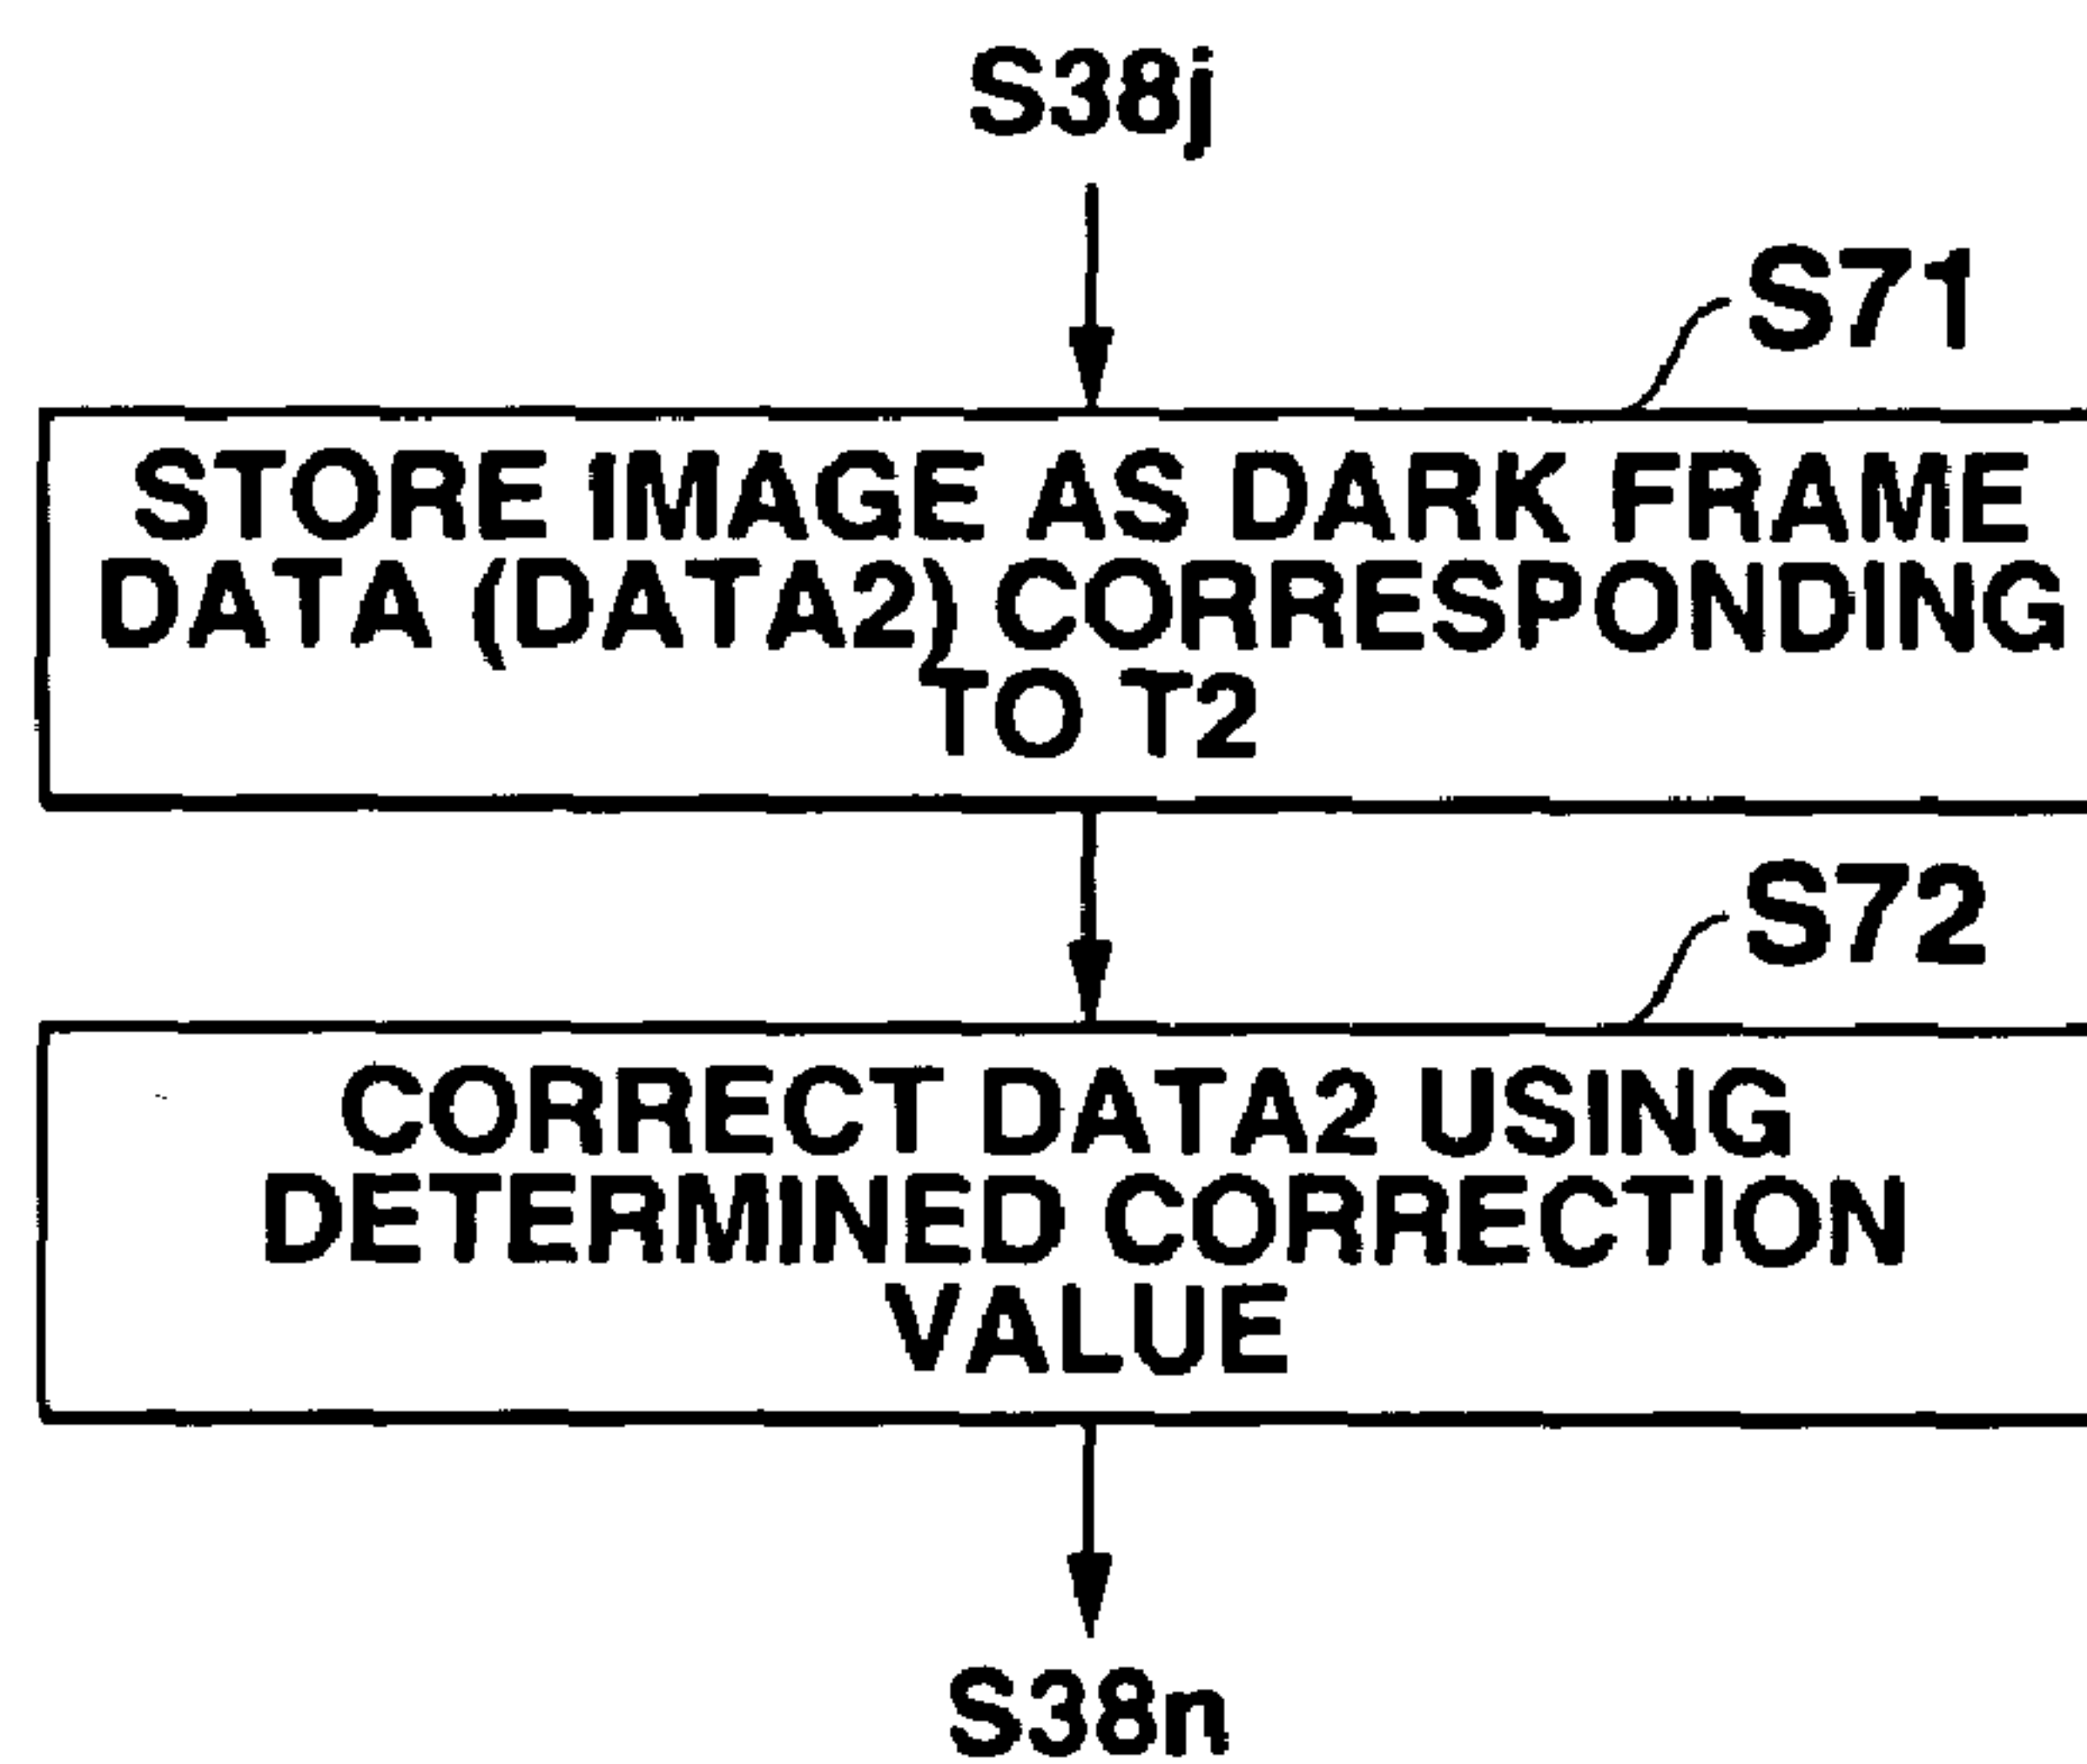 S38j
S71
STORE IMAGE AS DARK FRAME
DATA (DATA2) CORRESPONDING
TO T2
S72
CORRECT DATA2 USING
DETERMINED CORRECTION
VALUE
S38n